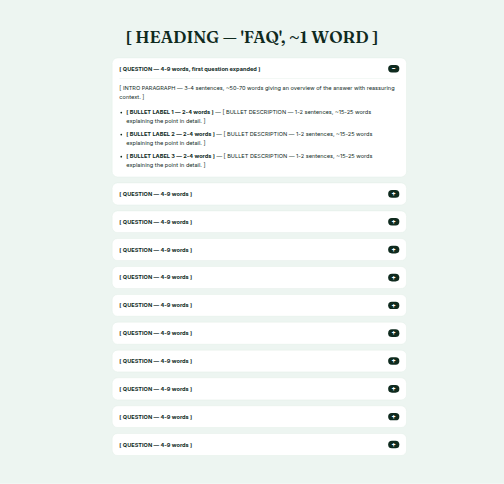 [ HEADING — 'FAQ', ~1 WORD ]
[ QUESTION — 4–9 words, first question expanded ]
[ INTRO PARAGRAPH — 3–4 sentences, ~50–70 words giving an overview of the answer with reassuring
context. ]
• [ BULLET LABEL 1 — 2–4 words ] — [ BULLET DESCRIPTION — 1–2 sentences, ~15–25 words
explaining the point in detail. ]
• [ BULLET LABEL 2 — 2–4 words ] — [ BULLET DESCRIPTION — 1–2 sentences, ~15–25 words
explaining the point in detail. ]
• [ BULLET LABEL 3 — 2–4 words ] — [ BULLET DESCRIPTION — 1–2 sentences, ~15–25 words
explaining the point in detail. ]
[ QUESTION — 4–9 words ]
[ QUESTION — 4–9 words ]
[ QUESTION — 4–9 words ]
[ QUESTION — 4–9 words ]
[ QUESTION — 4–9 words ]
[ QUESTION — 4–9 words ]
[ QUESTION — 4–9 words ]
[ QUESTION — 4–9 words ]
[ QUESTION — 4–9 words ]
[ QUESTION — 4–9 words ]